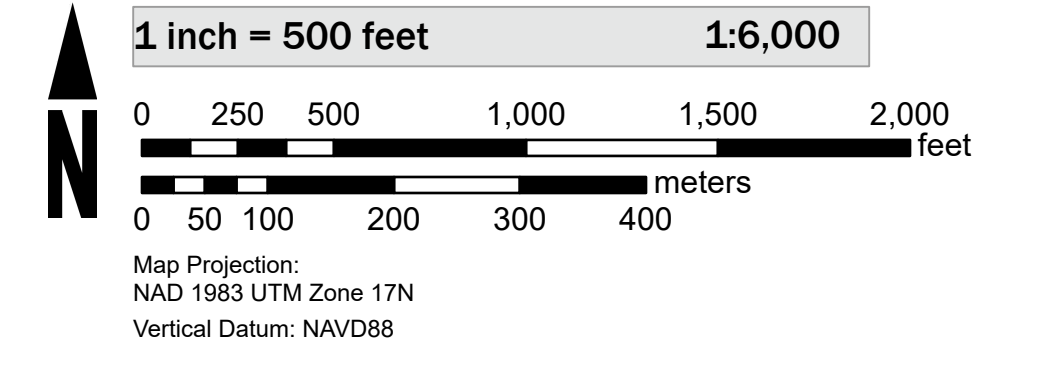 1 inch = 500 feet 1:6,000
0 250 500 1,000 1,500 2,000
feet
meters
0 50 100 200 300 400
N
Map Projection:
NAD 1983 UTM Zone 17N
Vertical Datum: NAVD88